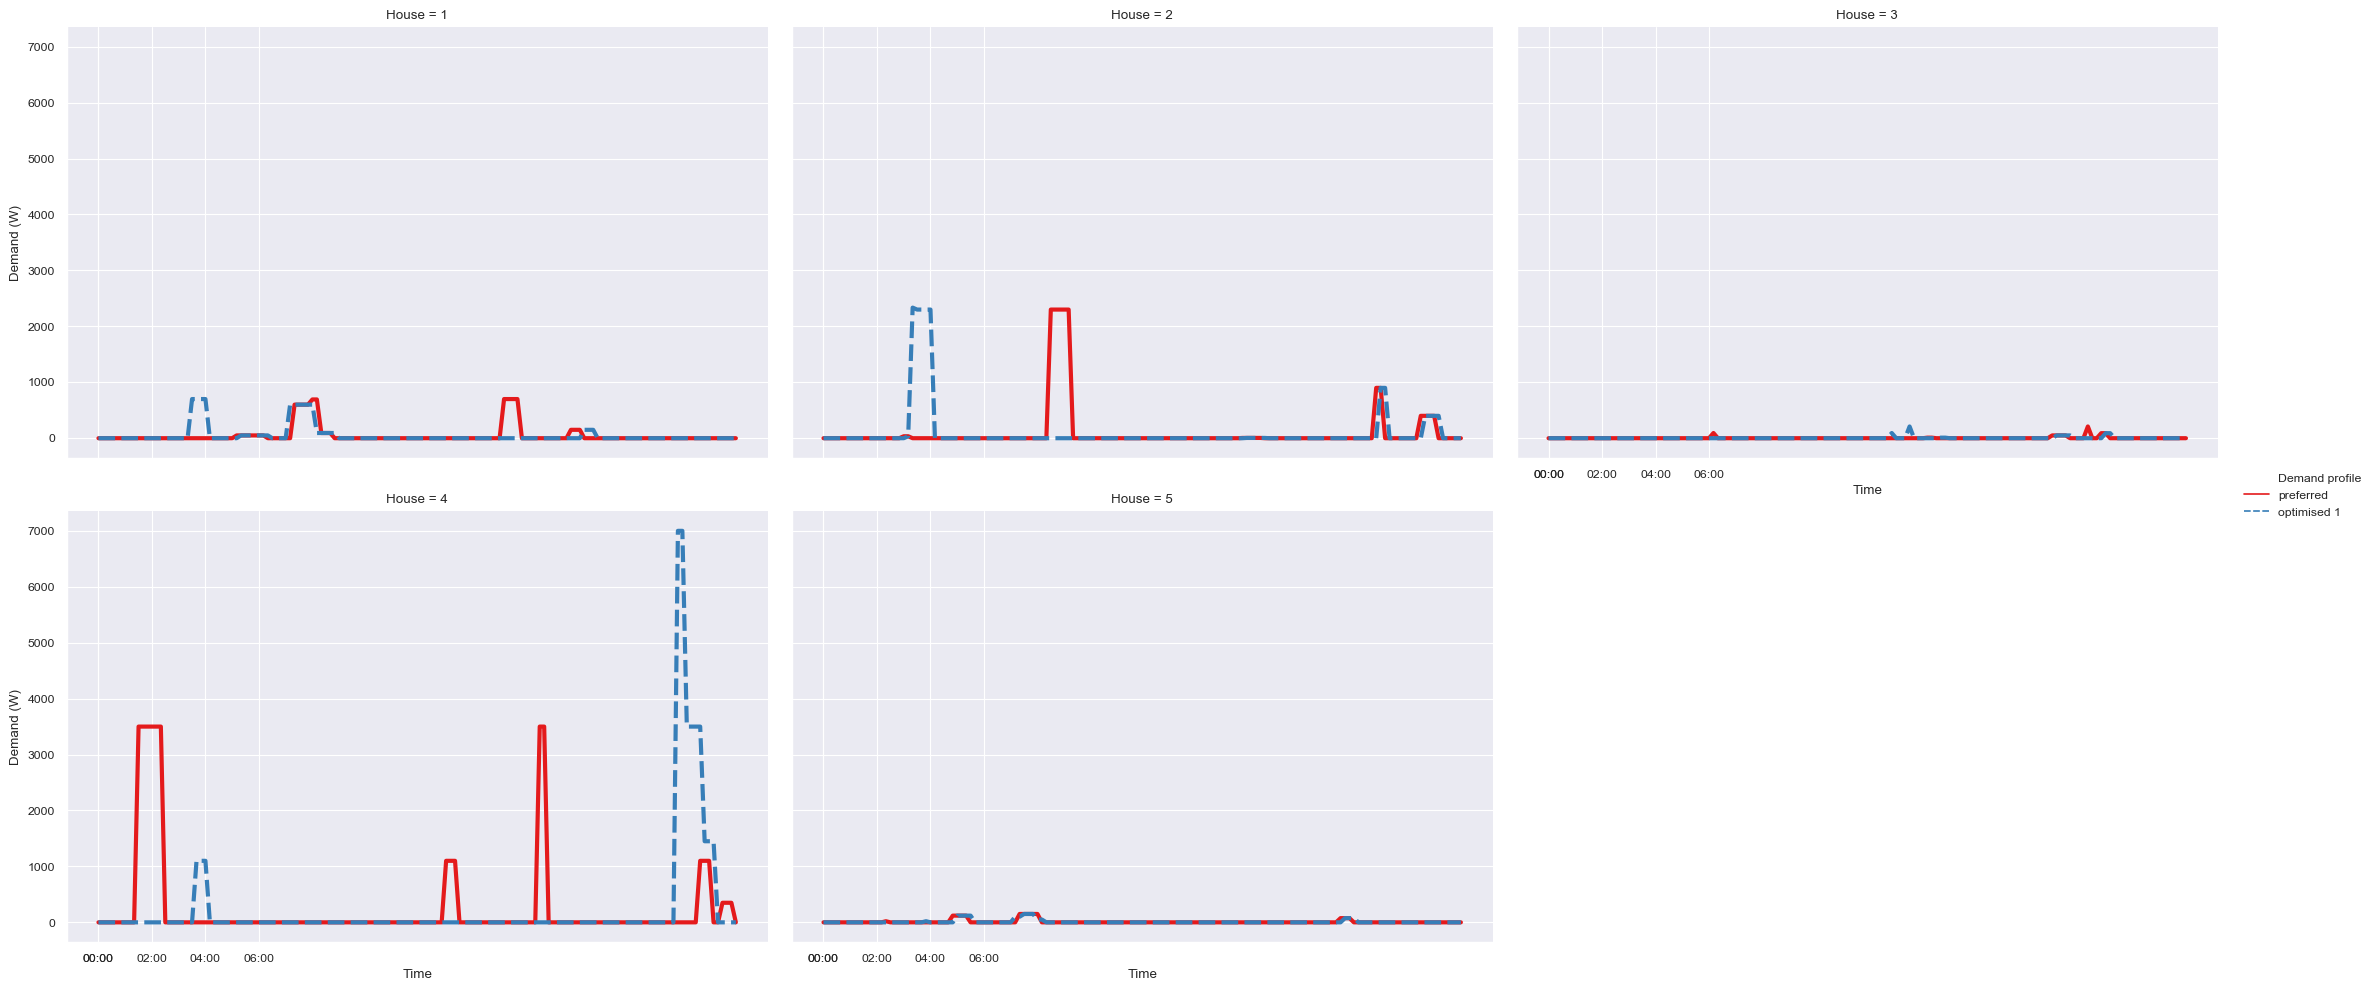 House = 1
House = 2
House = 3
7000
6000
5000
4000
3000
2000
1000
0
Demand (W)
00:00 02:00 04:00 06:00
Time
Demand profile
preferred
optimised 1
House = 4
House = 5
7000
6000
5000
4000
3000
2000
1000
0
Demand (W)
00:00 02:00 04:00 06:00
Time
00:00 02:00 04:00 06:00
Time